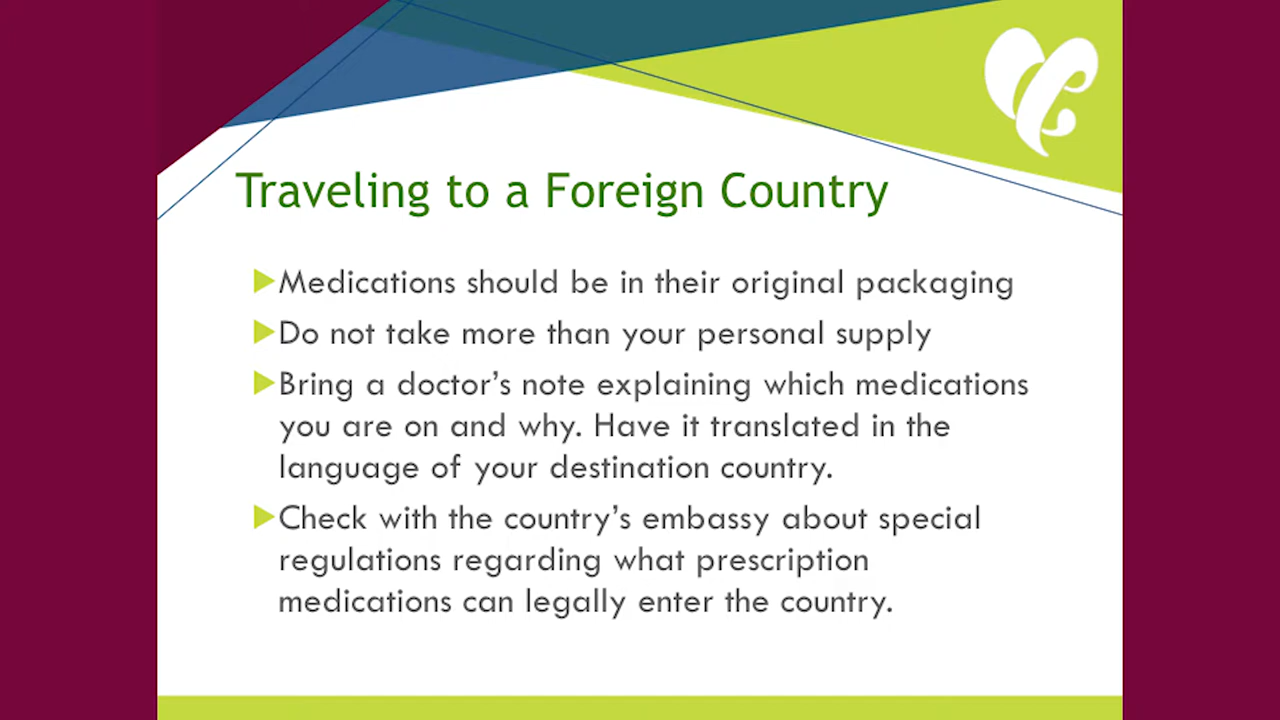 Traveling to a Foreign Country
Medications should be in their original packaging
Do not take more than your personal supply
Bring a doctor’s note explaining which medications
you are on and why. Have it translated in the
language of your destination country.
Check with the country’s embassy about special
regulations regarding what prescription
medications can legally enter the country.